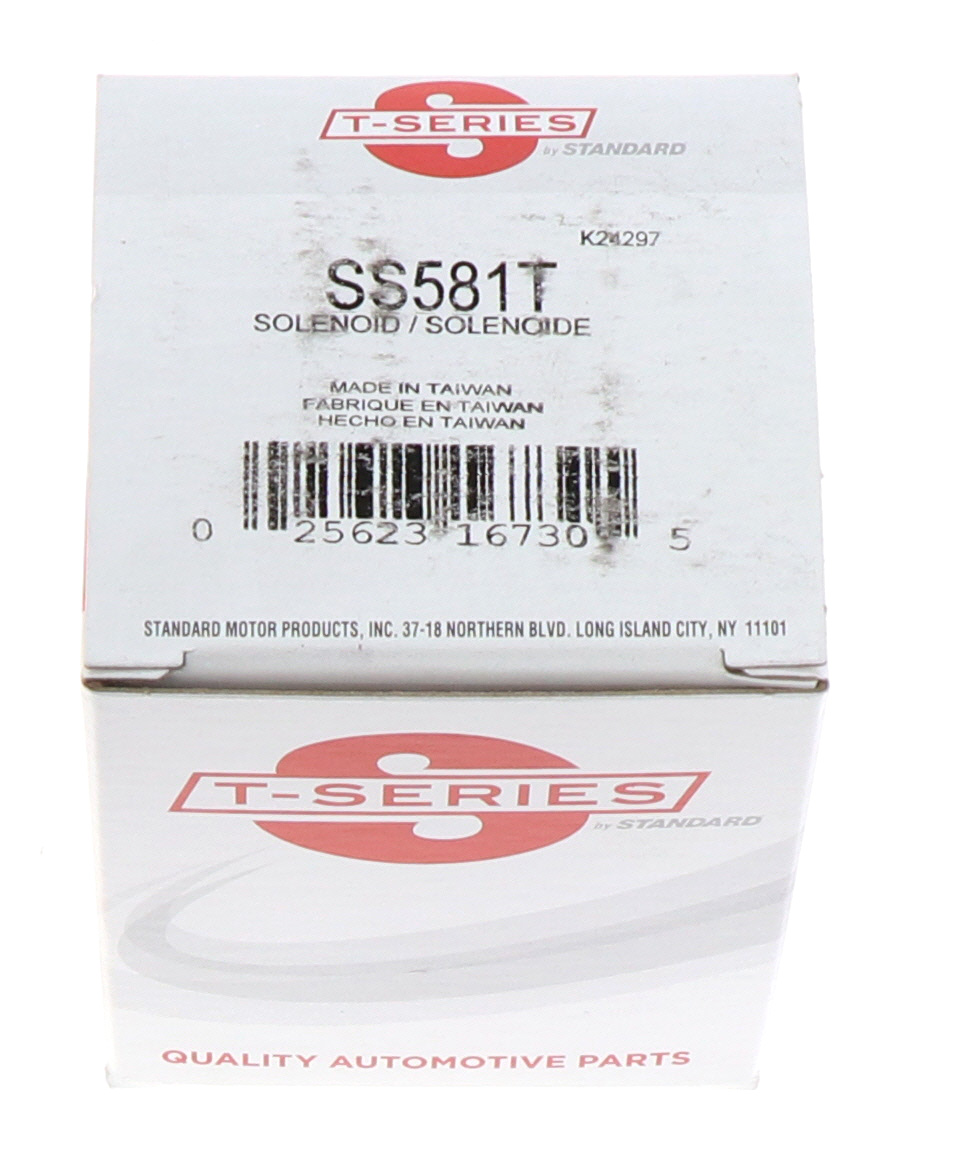 T-SERIES
by STANDARD
K24297
SS581T
SOLENOID / SOLENOIDE
MADE IN TAIWAN
FABRIQUE EN TAIWAN
HECHO EN TAIWAN
0 25623 16730 5
STANDARD MOTOR PRODUCTS, INC. 37-18 NORTHERN BLVD. LONG ISLAND CITY, NY 11101
T-SERIES
by STANDARD
QUALITY AUTOMOTIVE PARTS